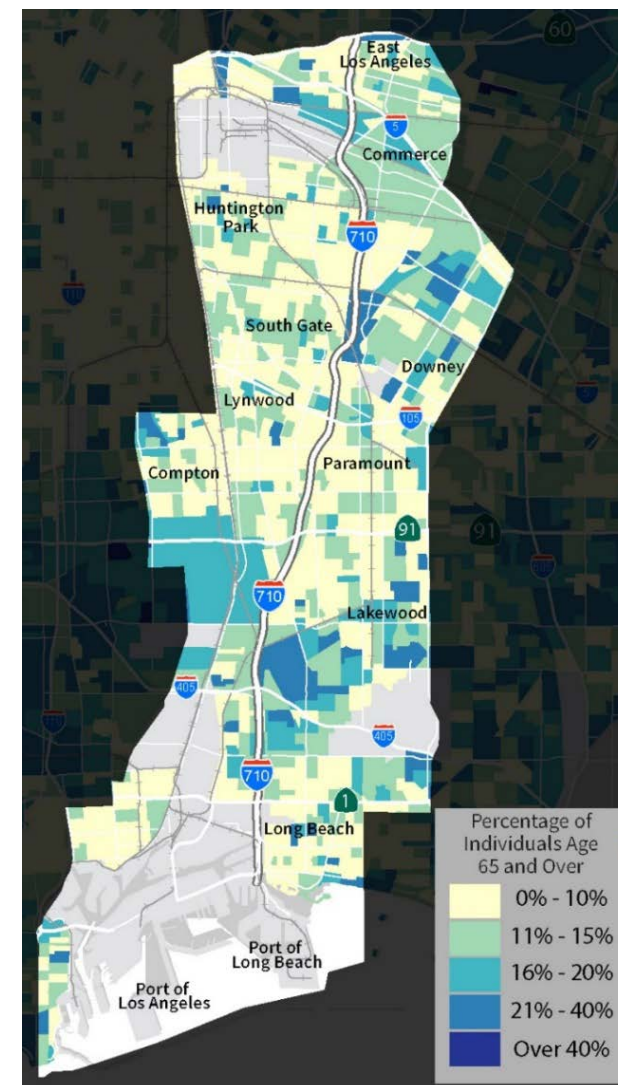 60
East
Los Angeles
5
Commerce
Huntington
Park
710
110
South Gate
Downey
Lynwood
5
105
Compton
Paramount
91
91
710
Lakewood
405
405
710
1
Long Beach
Port of
Long Beach
Port of
Los Angeles
Percentage of
Individuals Age
65 and Over
0% - 10%
11% - 15%
16% - 20%
21% - 40%
Over 40%